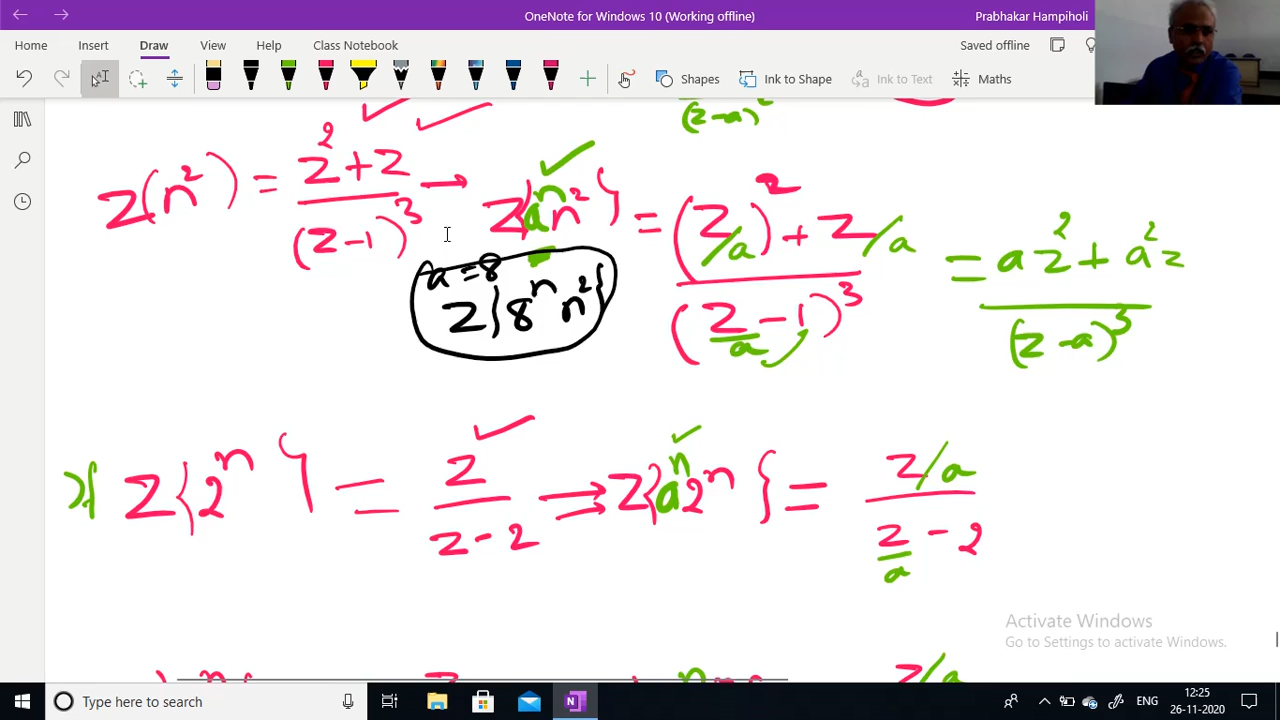 OneNote for Windows 10 (Working offline)
Prabhakar Hampiholi
Home Insert Draw View Help Class Notebook
Saved offline
Shapes Ink to Shape Ink to Text Maths
(z-a)²
z(n²) = z²+z / (z-1)³ → z{aⁿn²} = (z/a)² + z/a / (z/a - 1)³ = az² + a²z / (z-a)³
a=8
z{8ⁿn²}
z{2ⁿ} = z / z-2 → z{aⁿ2ⁿ} = z/a / z/a - 2
Activate Windows
Go to Settings to activate Windows.
Type here to search
ENG
12:25
26-11-2020